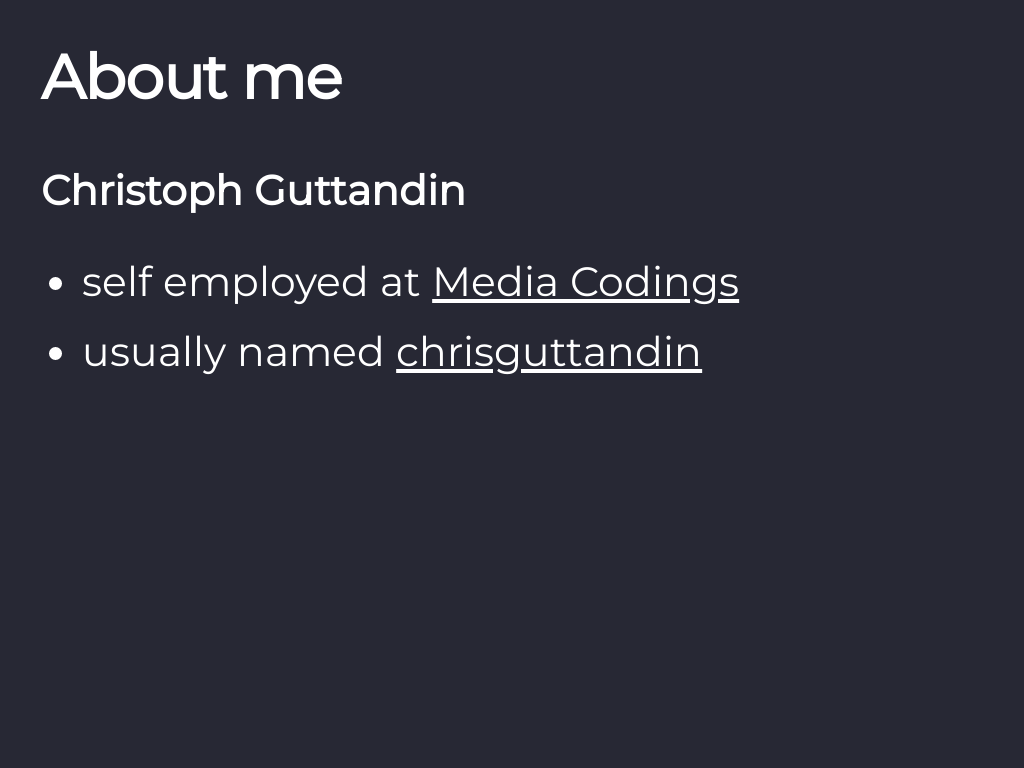 About me
Christoph Guttandin
• self employed at Media Codings
• usually named chrisguttandin